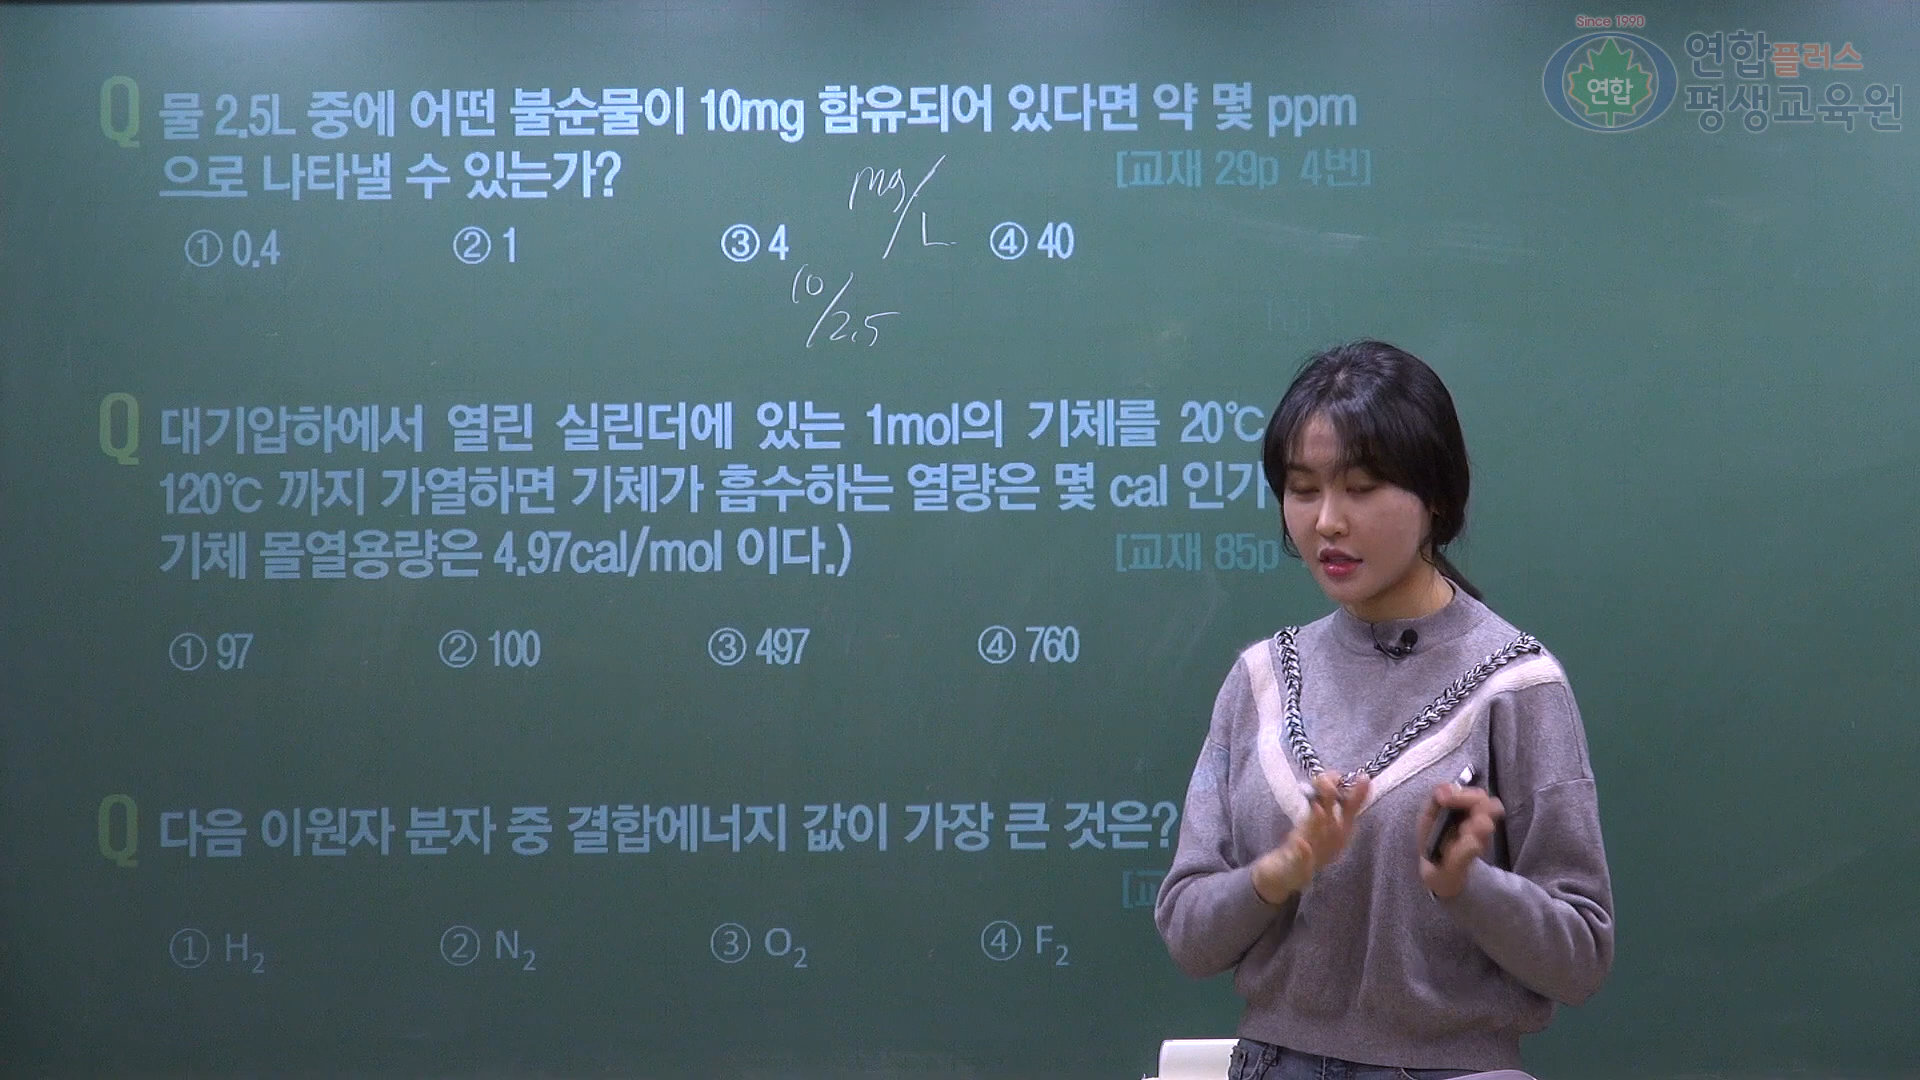 Since 1990
연합
연합플러스
평생교육원
Q 물 2.5L 중에 어떤 불순물이 10mg 함유되어 있다면 약 몇 ppm
으로 나타낼 수 있는가? [교재 29p 4번]
mg/L
① 0.4 ② 1 ③ 4 ④ 40
10/2.5
Q 대기압하에서 열린 실린더에 있는 1mol의 기체를 20℃
120℃ 까지 가열하면 기체가 흡수하는 열량은 몇 cal 인가
기체 몰열용량은 4.97cal/mol 이다.) [교재 85p
① 97 ② 100 ③ 497 ④ 760
Q 다음 이원자 분자 중 결합에너지 값이 가장 큰 것은?
① H₂ ② N₂ ③ O₂ ④ F₂